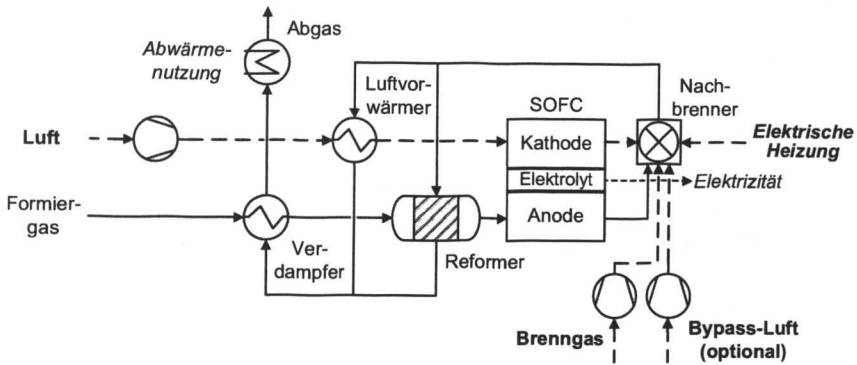 Abgas
Abwärme-
nutzung
Luftvor-
wärmer
SOFC
Nach-
brenner
Luft
Kathode
Elektrische
Heizung
Elektrolyt
Elektrizität
Formier-
gas
Anode
Ver-
dampfer
Reformer
Brenngas
Bypass-Luft
(optional)